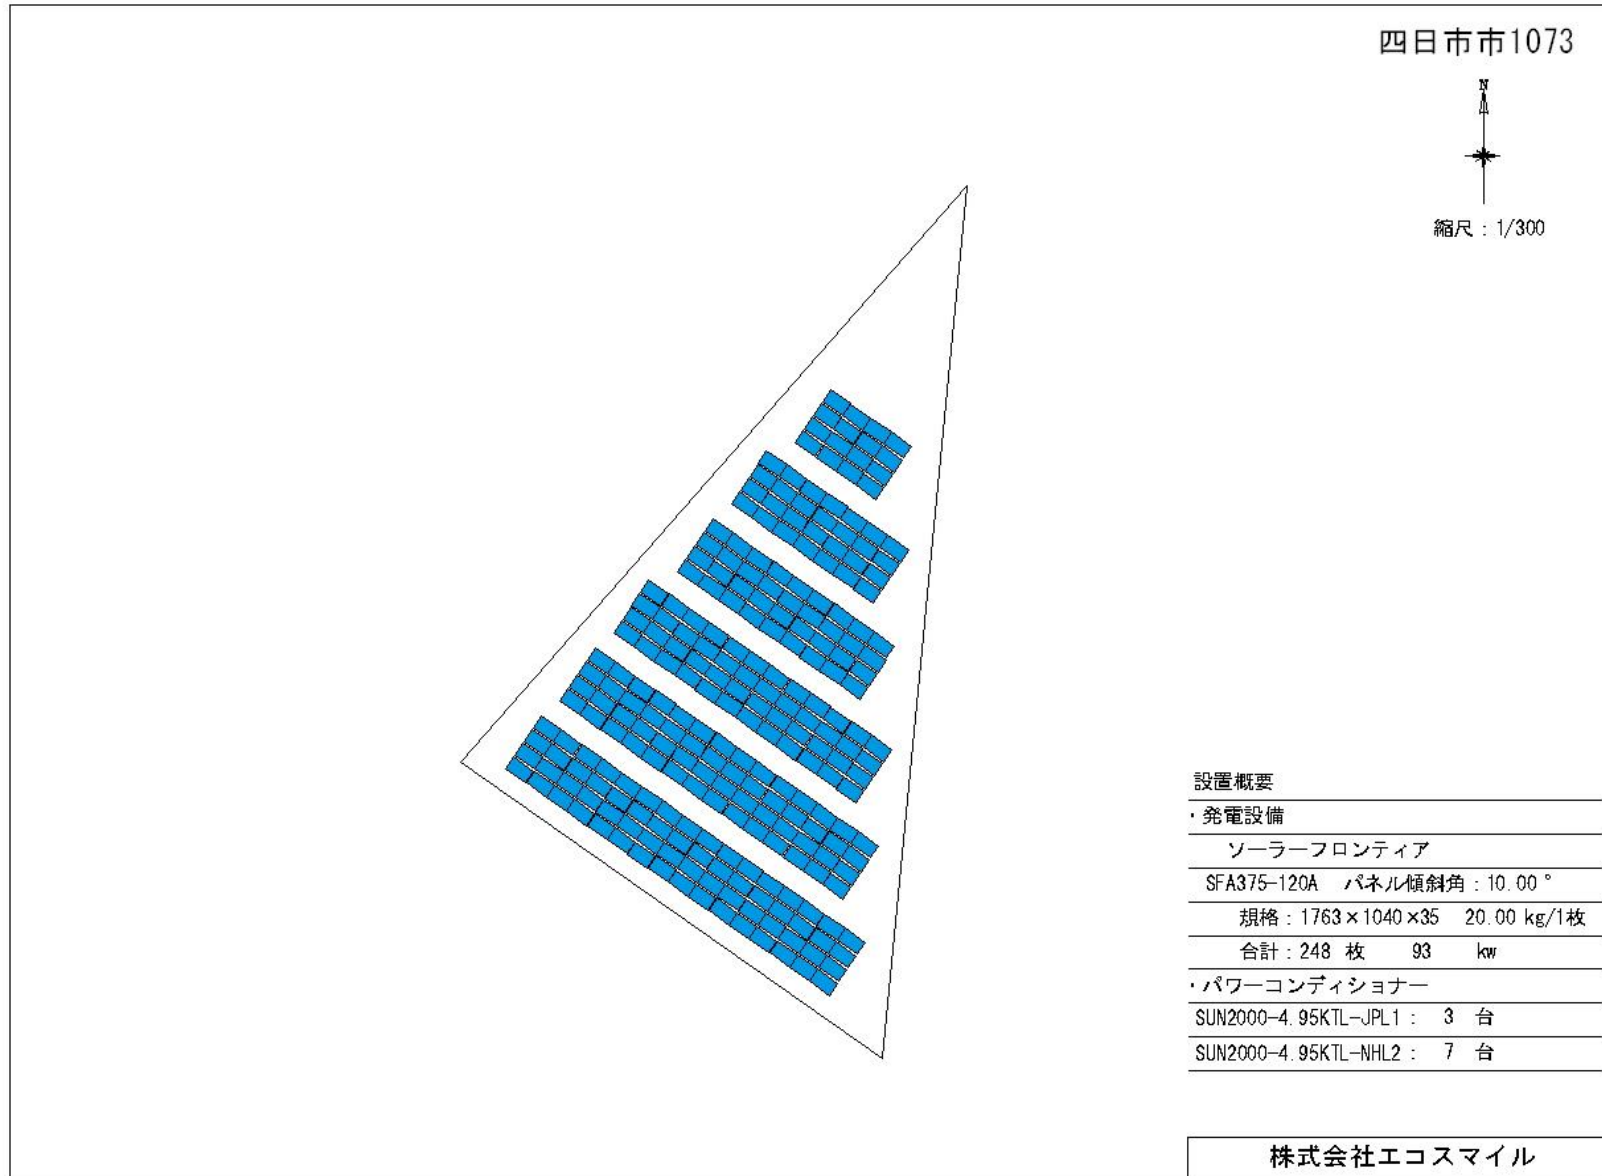 四日市市1073
N
縮尺：1/300
設置概要
・発電設備
ソーラーフロンティア
SFA375-120A パネル傾斜角：10.00°
規格：1763×1040×35 20.00 kg/1枚
合計：248 枚 93 kw
・パワーコンディショナー
SUN2000-4.95KTL-JPL1： 3 台
SUN2000-4.95KTL-NHL2： 7 台
株式会社エコスマイル